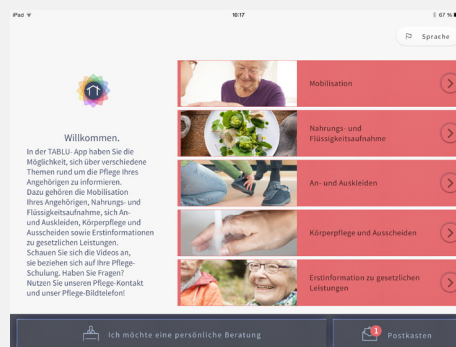 iPad
10:17
67 %
Sprache
Willkommen.
In der TABLU- App haben Sie die
Möglichkeit, sich über verschiedene
Themen rund um die Pflege Ihres
Angehörigen zu informieren.
Dazu gehören die Mobilisation
Ihres Angehörigen, Nahrungs- und
Flüssigkeitsaufnahme, sich An-
und Auskleiden, Körperpflege und
Ausscheiden sowie Erstinformationen
zu gesetzlichen Leistungen.
Schauen Sie sich die Videos an,
sie beziehen sich auf Ihre Pflege-
Schulung. Haben Sie Fragen?
Nutzen Sie unseren Pflege-Kontakt
und unser Pflege-Bildtelefon!
Mobilisation
Nahrungs- und
Flüssigkeitsaufnahme
An- und Auskleiden
Körperpflege und Ausscheiden
Erstinformation zu gesetzlichen
Leistungen
Ich möchte eine persönliche Beratung
1
Postkasten